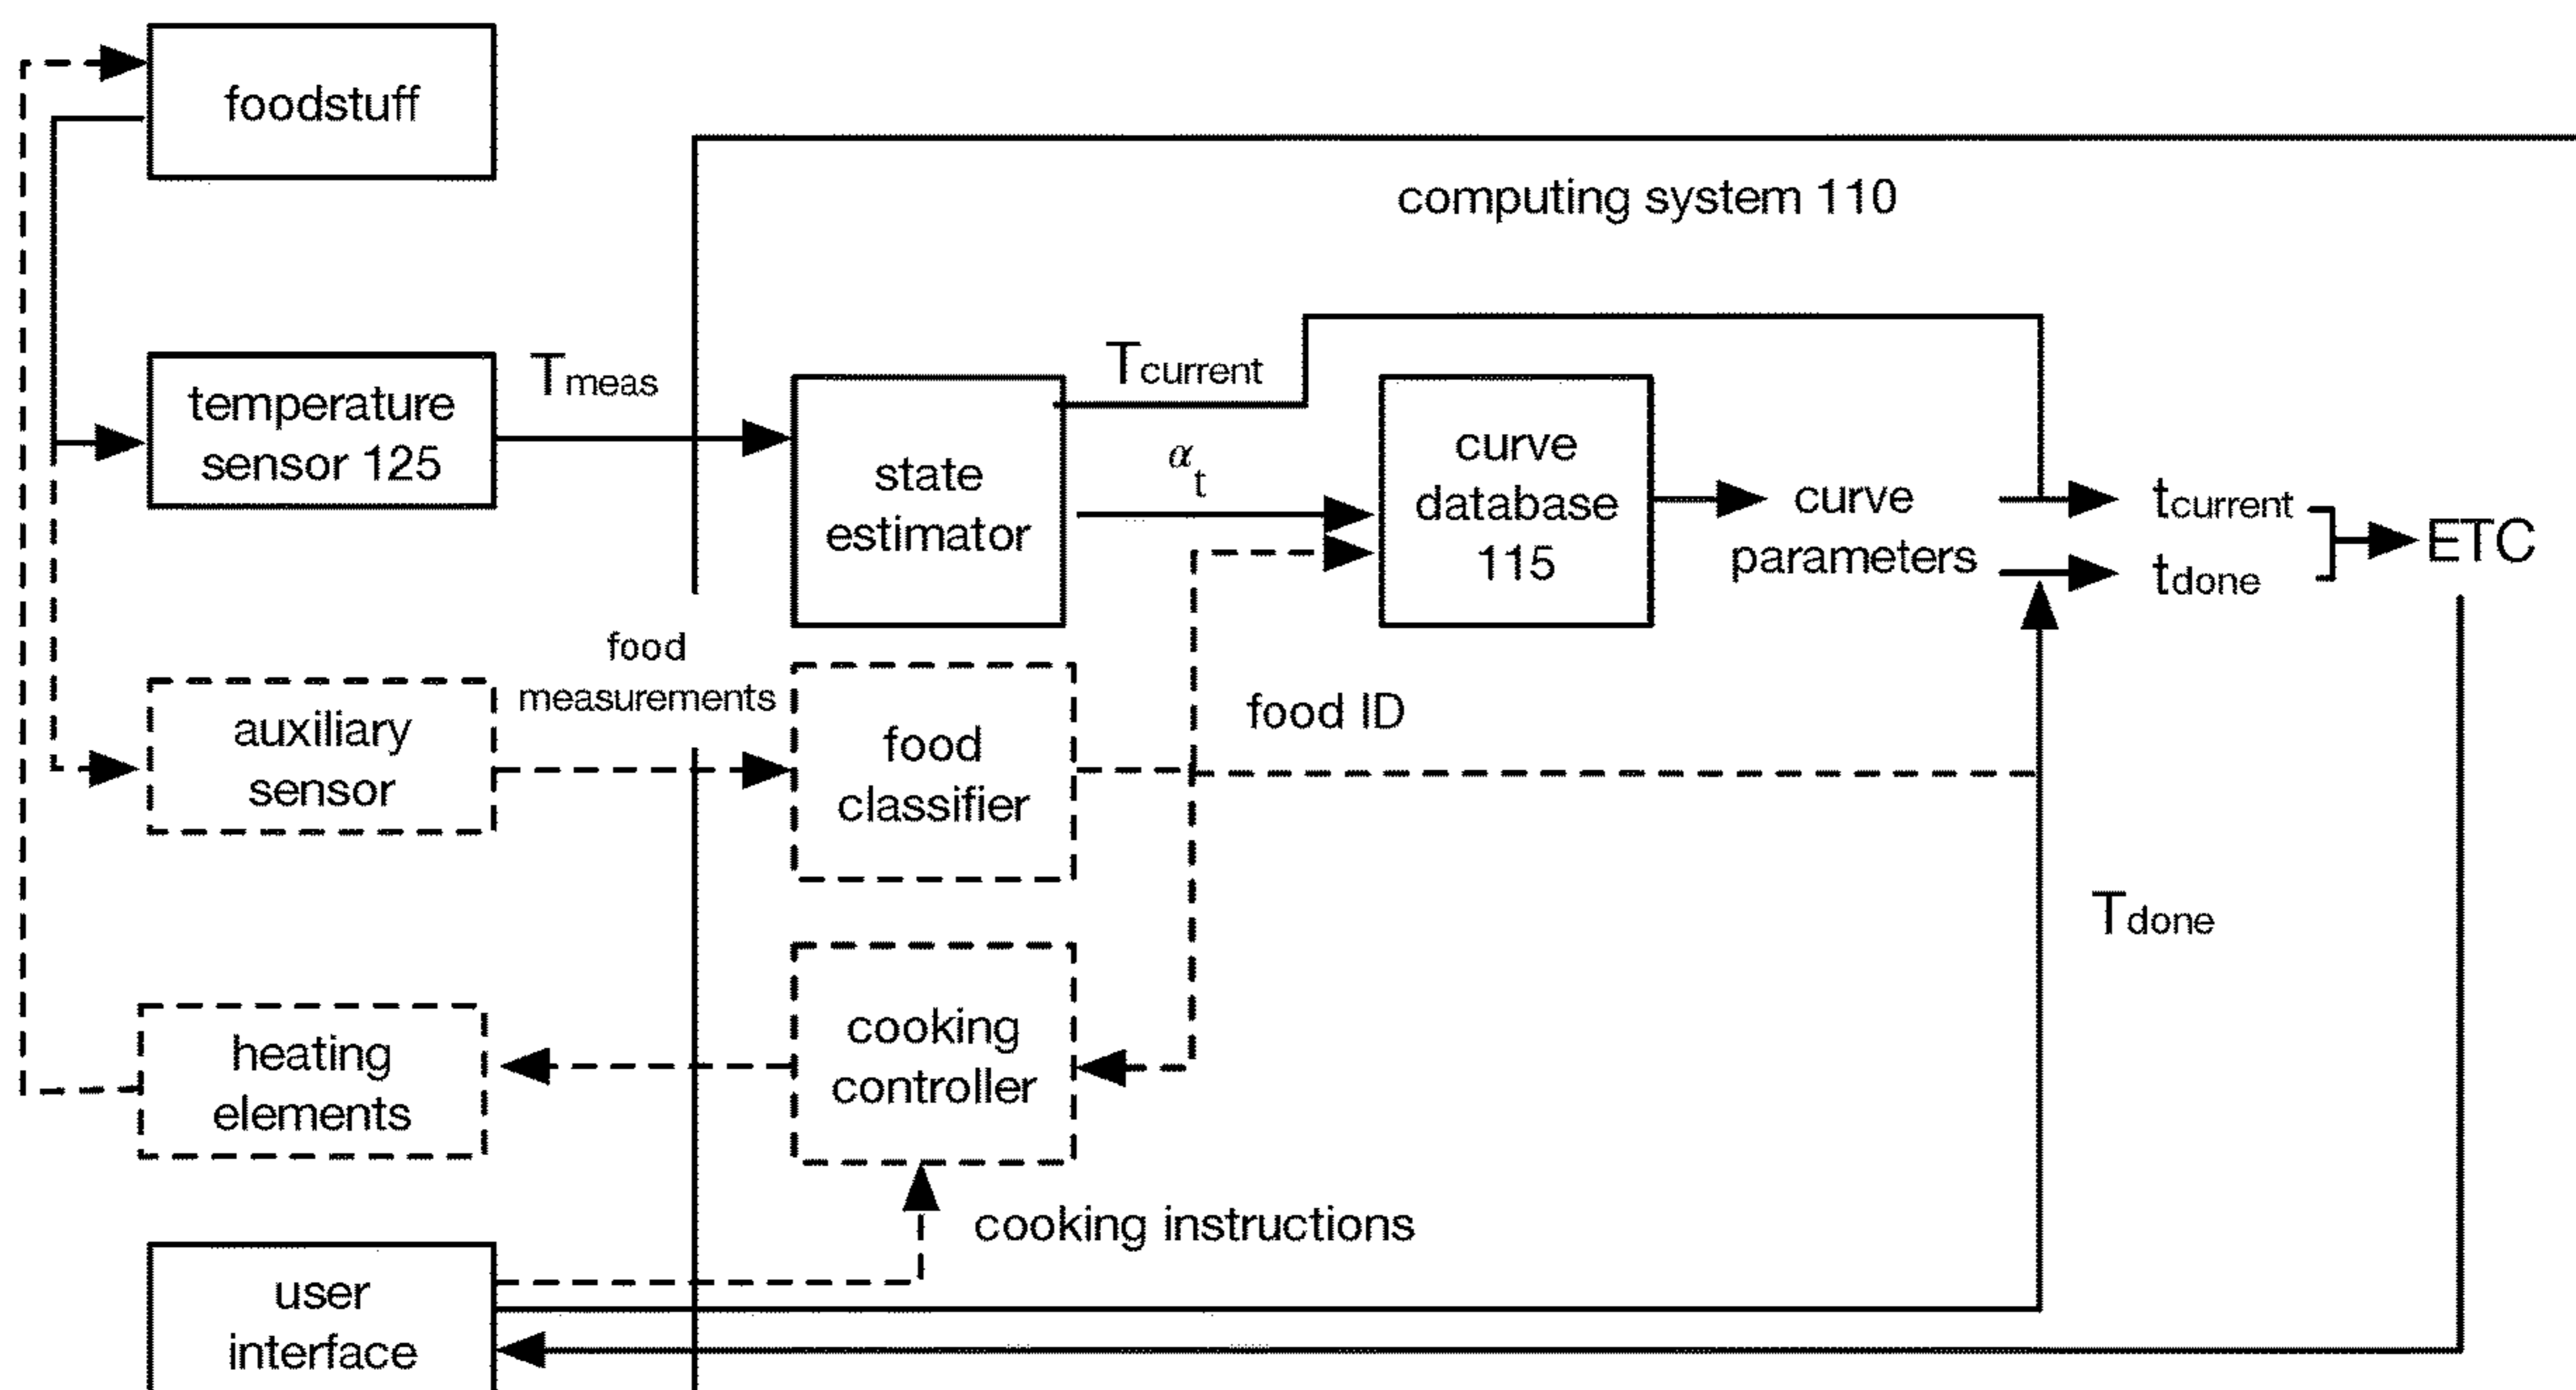 foodstuff
computing system 110
temperature
sensor 125
Tmeas
state
estimator
Tcurrent
αt
curve
database
115
curve
parameters
tcurrent
tdone
ETC
food
measurements
auxiliary
sensor
food
classifier
food ID
Tdone
heating
elements
cooking
controller
cooking instructions
user
interface